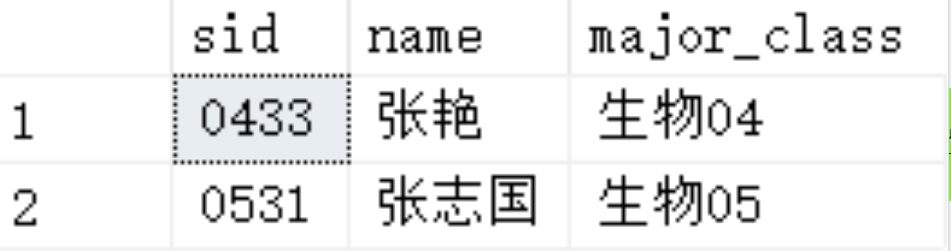 sid name major_class
1 0433 张艳 生物04
2 0531 张志国 生物05